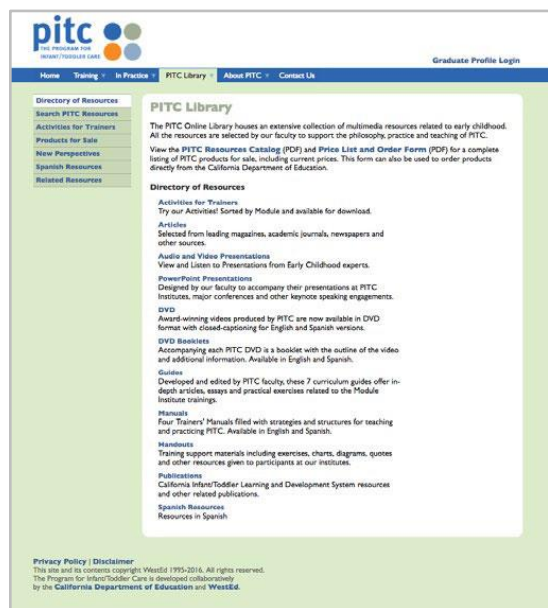 pitc
THE PROGRAM FOR
INFANT/TODDLER CARE
Graduate Profile Login
Home Training In Practice PITC Library About PITC Contact Us
Directory of Resources
Search PITC Resources
Activities for Trainers
Products for Sale
New Perspectives
Spanish Resources
Related Resources
PITC Library
The PITC Online Library houses an extensive collection of multimedia resources related to early childhood.
All the resources are selected by our faculty to support the philosophy, practice and teaching of PITC.
View the PITC Resources Catalog (PDF) and Price List and Order Form (PDF) for a complete
listing of PITC products for sale, including current prices. This form can also be used to order products
directly from the California Department of Education.
Directory of Resources
Activities for Trainers
Try our Activities! Sorted by Module and available for download.
Articles
Selected from leading magazines, academic journals, newspapers and
other sources.
Audio and Video Presentations
View and Listen to Presentations from Early Childhood experts.
PowerPoint Presentations
Designed by our faculty to accompany their presentations at PITC
Institutes, major conferences and other keynote speaking engagements.
DVD
Award-winning videos produced by PITC are now available in DVD
format with closed-captioning for English and Spanish versions.
DVD Booklets
Accompanying each PITC DVD is a booklet with the outline of the video
and additional information. Available in English and Spanish.
Guides
Developed and edited by PITC faculty, these 7 curriculum guides offer in-
depth articles, essays and practical exercises related to the Module
Institute trainings.
Manuals
Four Trainers' Manuals filled with strategies and structures for teaching
and practicing PITC. Available in English and Spanish.
Handouts
Training support materials including exercises, charts, diagrams, quotes
and other resources given to participants at our institutes.
Publications
California Infant/Toddler Learning and Development System resources
and other related publications.
Spanish Resources
Resources in Spanish
Privacy Policy | Disclaimer
This site and its contents copyright WestEd 1995-2016. All rights reserved.
The Program for Infant/Toddler Care is developed collaboratively
by the California Department of Education and WestEd.